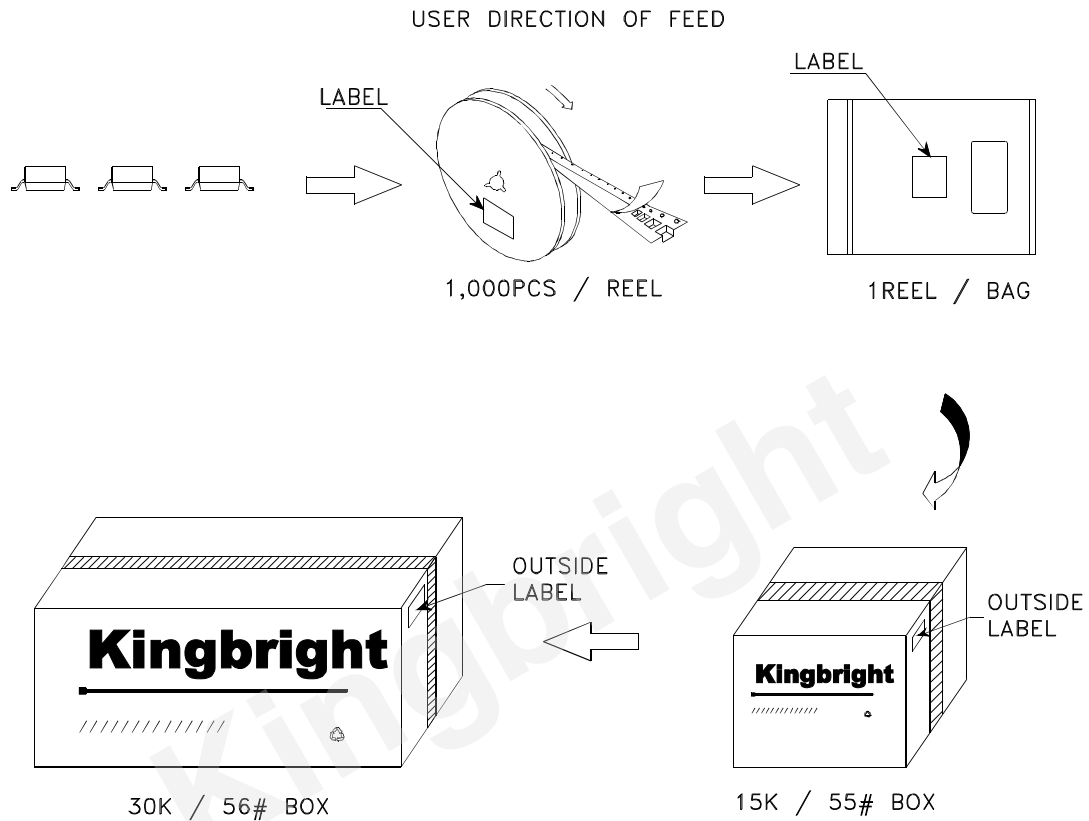 USER DIRECTION OF FEED
LABEL
LABEL
1,000PCS / REEL
1REEL / BAG
OUTSIDE
LABEL
OUTSIDE
LABEL
Kingbright
Kingbright
30K / 56# BOX
15K / 55# BOX
Kingbright